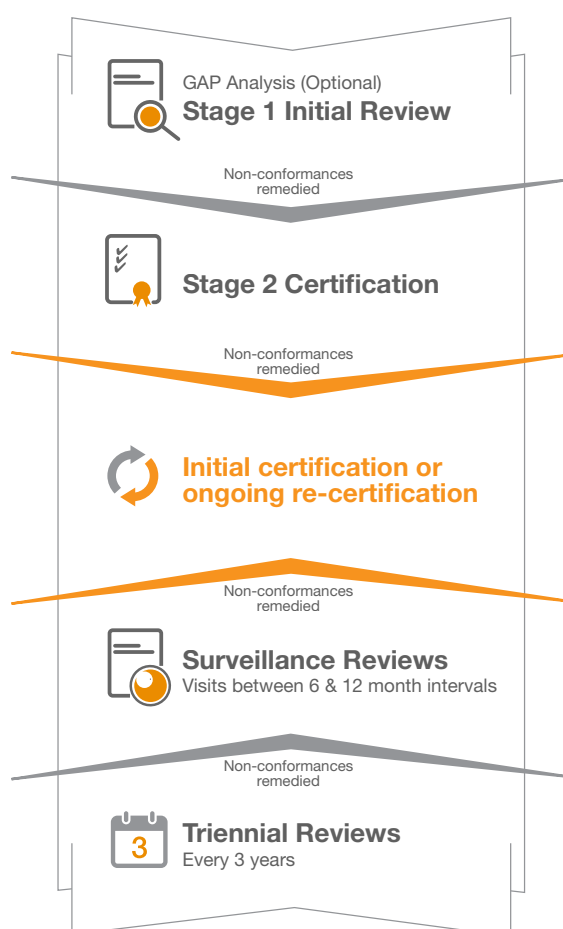 GAP Analysis (Optional)
Stage 1 Initial Review
Non-conformances
remedied
Stage 2 Certification
Non-conformances
remedied
Initial certification or
ongoing re-certification
Non-conformances
remedied
Surveillance Reviews
Visits between 6 & 12 month intervals
Non-conformances
remedied
3
Triennial Reviews
Every 3 years